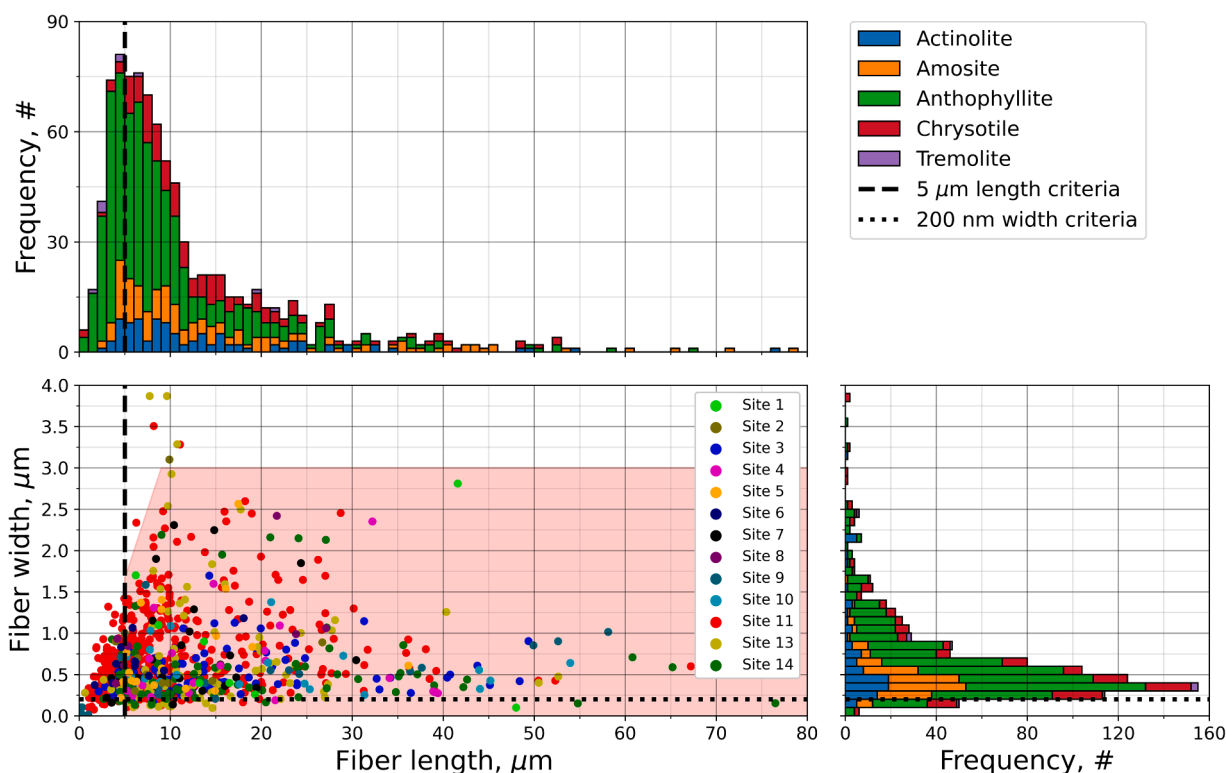 90
60
30
0
Frequency, #
Actinolite
Amosite
Anthophyllite
Chrysotile
Tremolite
5 μm length criteria
200 nm width criteria
4.0
3.5
3.0
2.5
2.0
1.5
1.0
0.5
0.0
Fiber width, μm
Site 1
Site 2
Site 3
Site 4
Site 5
Site 6
Site 7
Site 8
Site 9
Site 10
Site 11
Site 13
Site 14
0 10 20 30 40 50 60 70 80
Fiber length, μm
0 40 80 120 160
Frequency, #